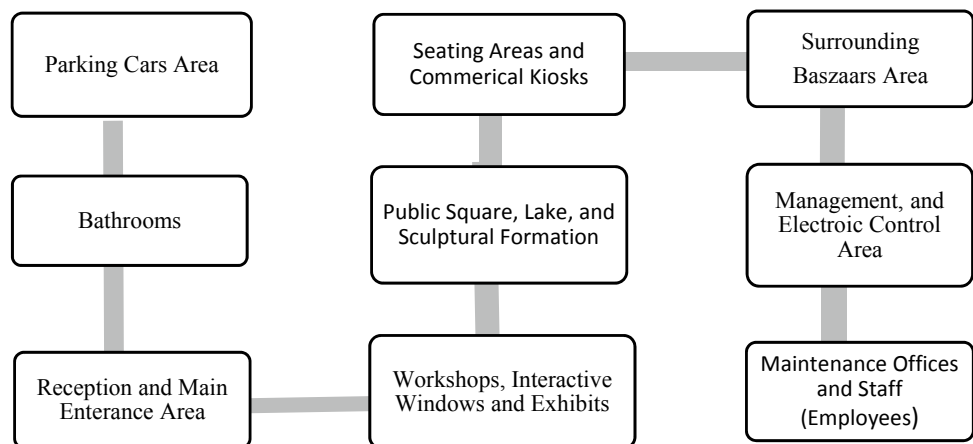 Parking Cars Area
Bathrooms
Reception and Main
Enterance Area
Workshops, Interactive
Windows and Exhibits
Public Square, Lake, and
Sculptural Formation
Seating Areas and
Commerical Kiosks
Surrounding
Baszaars Area
Management, and
Electroic Control
Area
Maintenance Offices
and Staff
(Employees)